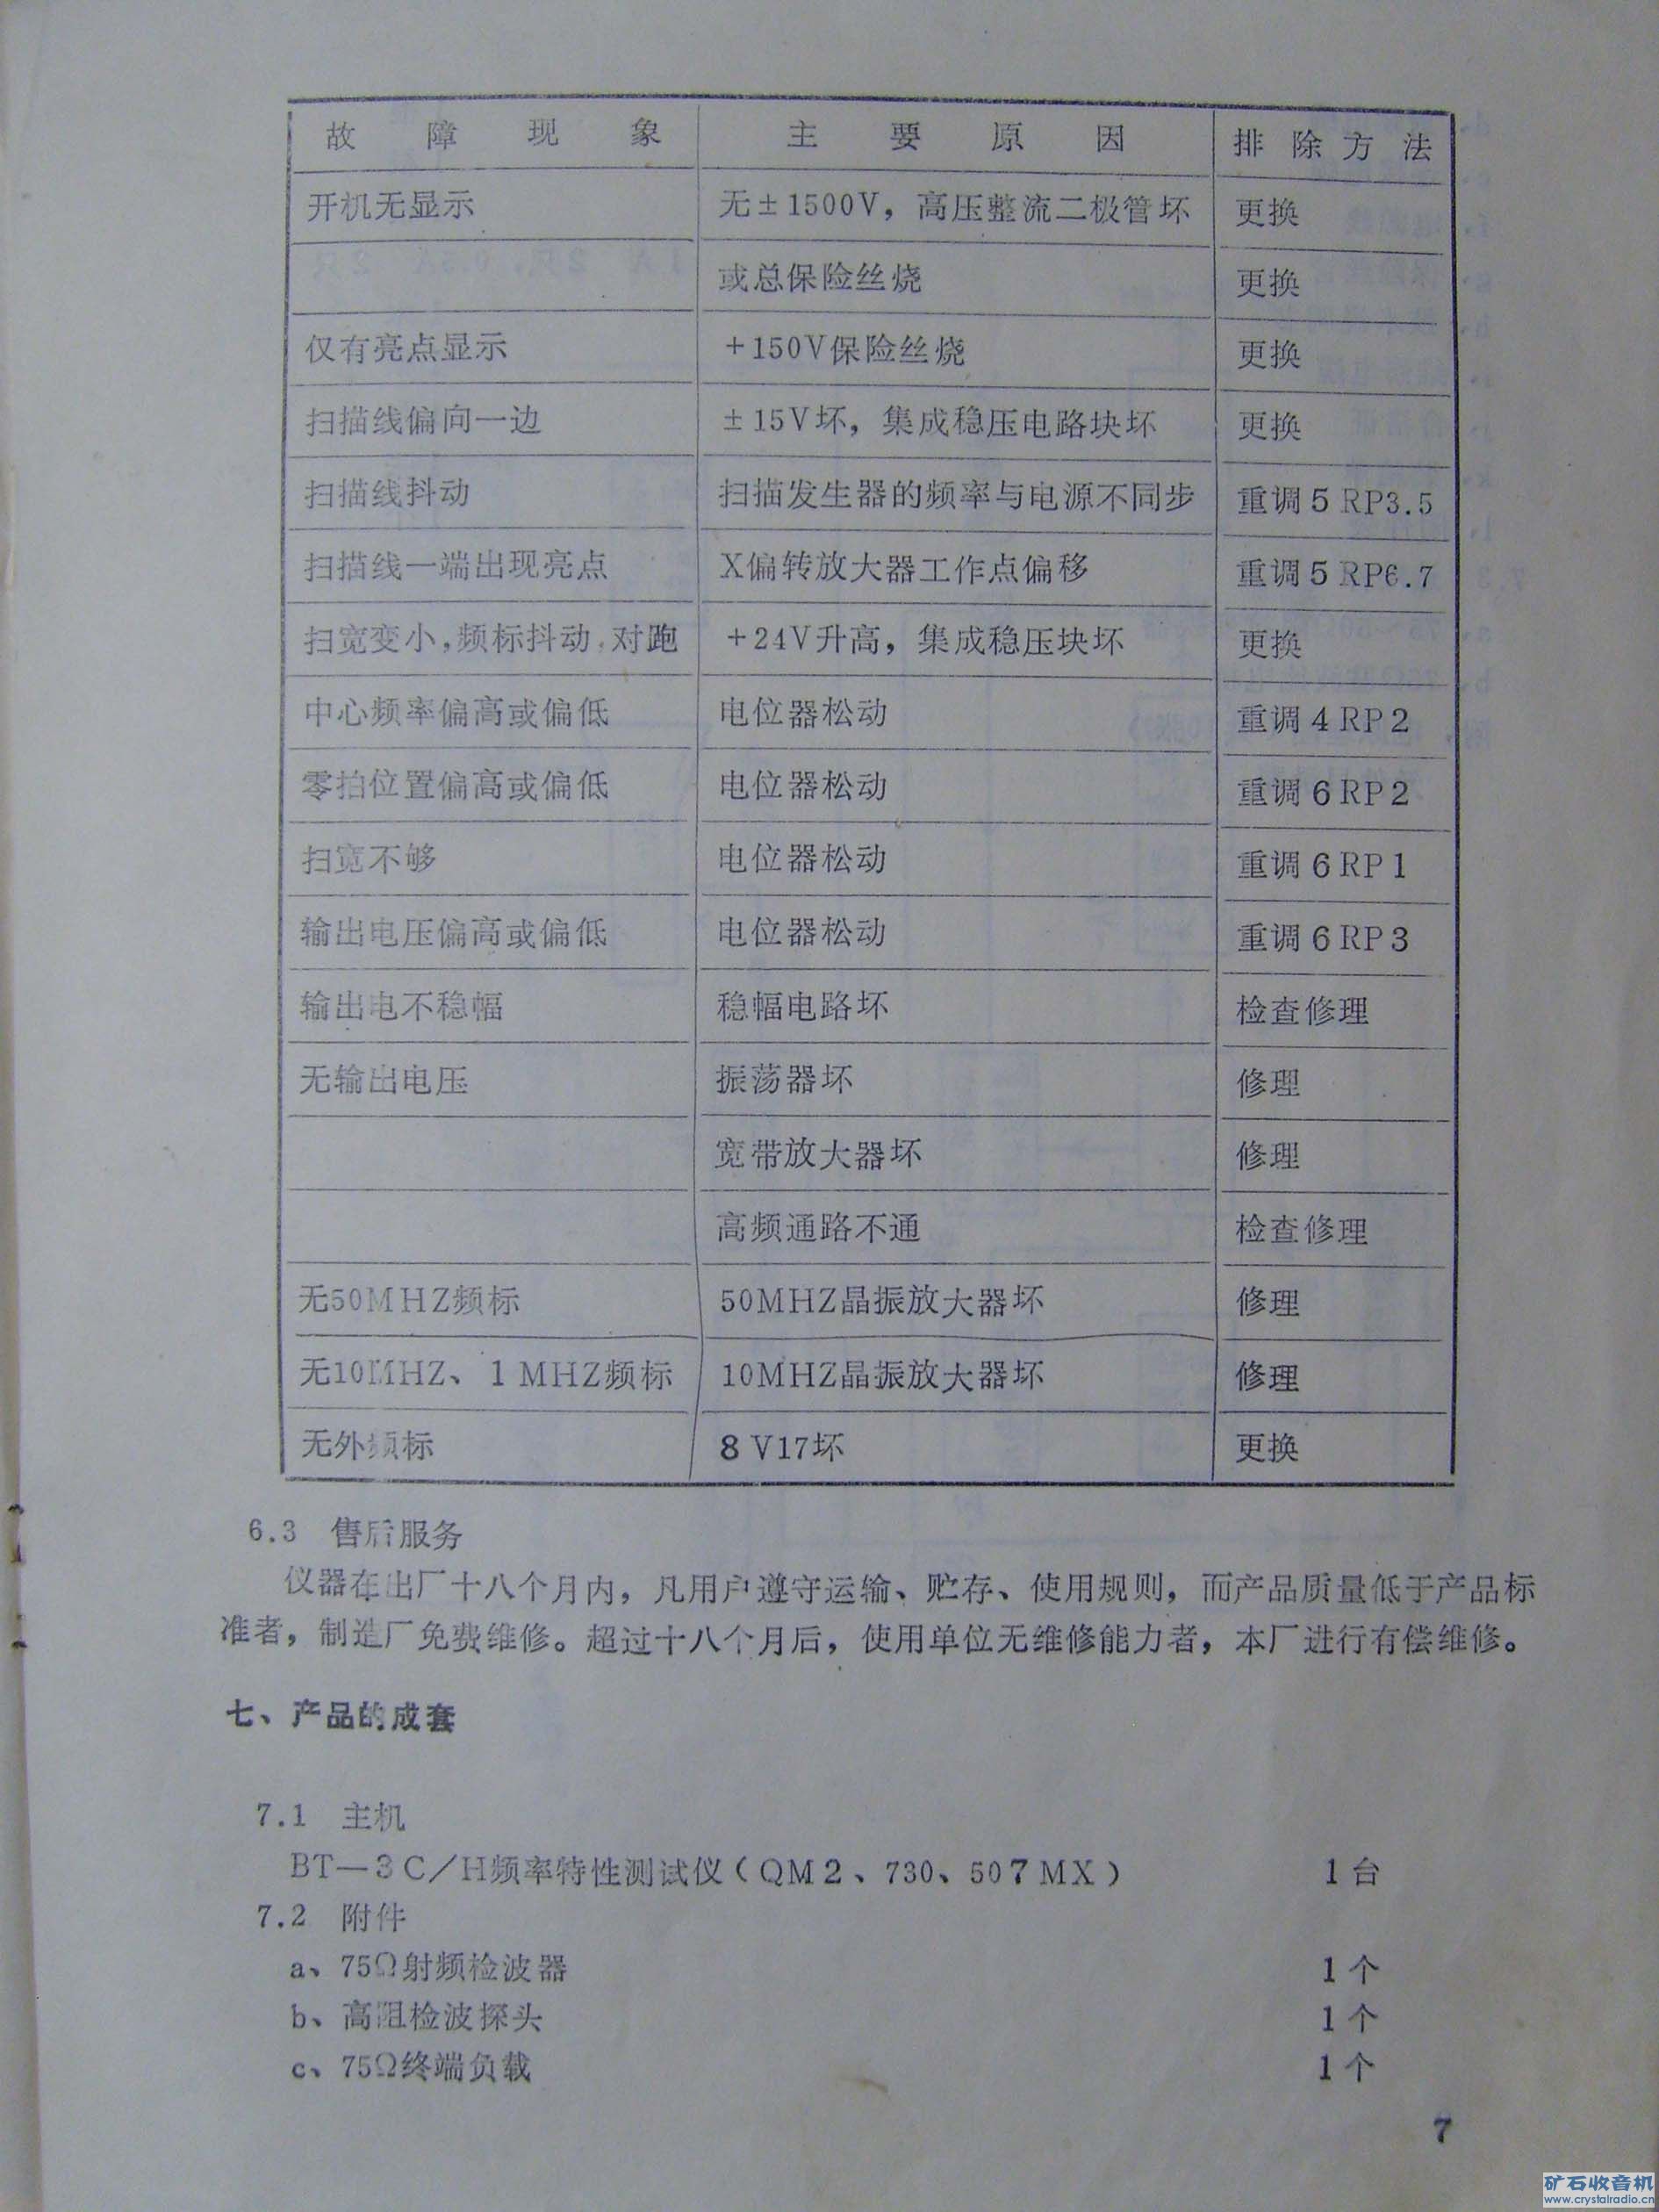 故障现象 主要原因 排除方法
开机无显示 无±1500V，高压整流二极管坏 更换
或总保险丝烧 更换
仅有亮点显示 +150V保险丝烧 更换
扫描线偏向一边 ±15V坏，集成稳压电路块坏 更换
扫描线抖动 扫描发生器的频率与电源不同步 重调5RP3.5
扫描线一端出现亮点 X偏转放大器工作点偏移 重调5RP6.7
扫宽变小，频标抖动，对跑 +24V升高，集成稳压块坏 更换
中心频率偏高或偏低 电位器松动 重调4RP2
零拍位置偏高或偏低 电位器松动 重调6RP2
扫宽不够 电位器松动 重调6RP1
输出电压偏高或偏低 电位器松动 重调6RP3
输出电不稳幅 稳幅电路坏 检查修理
无输出电压 振荡器坏 修理
宽带放大器坏 修理
高频通路不通 检查修理
无50MHZ频标 50MHZ晶振放大器坏 修理
无10MHZ、1MHZ频标 10MHZ晶振放大器坏 修理
无外频标 8V17坏 更换
6.3 售后服务
仪器在出厂十八个月内，凡用户遵守运输、贮存、使用规则，而产品质量低于产品标
准者，制造厂免费维修。超过十八个月后，使用单位无维修能力者，本厂进行有偿维修。
七、产品的成套
7.1 主机
BT—3C／H频率特性测试仪（QM2、730、507MX） 1台
7.2 附件
a、75Ω射频检波器 1个
b、高阻检波探头 1个
c、75Ω终端负载 1个
7
矿石收音机
www.crystalradio.cn